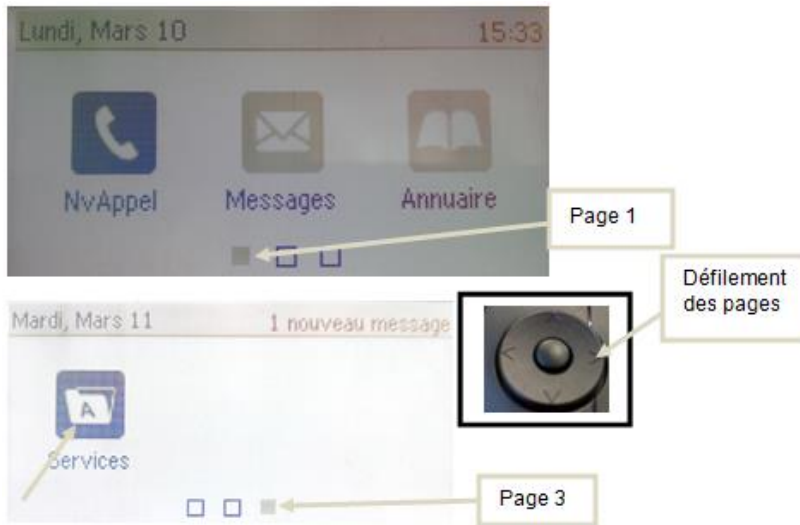 Lundi, Mars 10 15:33
NvAppel Messages Annuaire
Page 1
Défilement
des pages
Mardi, Mars 11 1 nouveau message
A
Services
Page 3